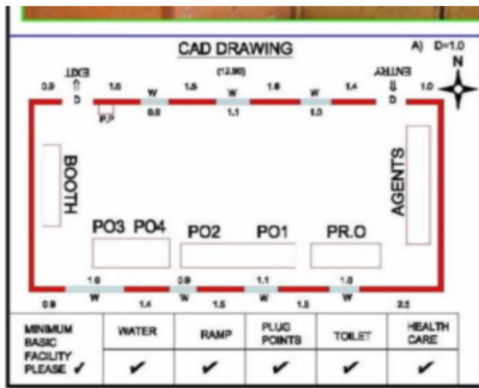 CAD DRAWING
A) D=1.0
(12.90)
N
EXIT
ENTRY
0.9 D 1.5 W 1.5 W 1.6 W 1.4 D 1.0
P.P 0.9 1.1 1.0
BOOTH
AGENTS
PO3 PO4 PO2 PO1 PR.O
1.0 0.9 1.1 1.0
0.9 W 1.4 W 1.5 W 1.5 W 2.5
MINIMUM BASIC FACILITY PLEASE ✓
WATER
RAMP
PLUG POINTS
TOILET
HEALTH CARE
✓ ✓ ✓ ✓ ✓